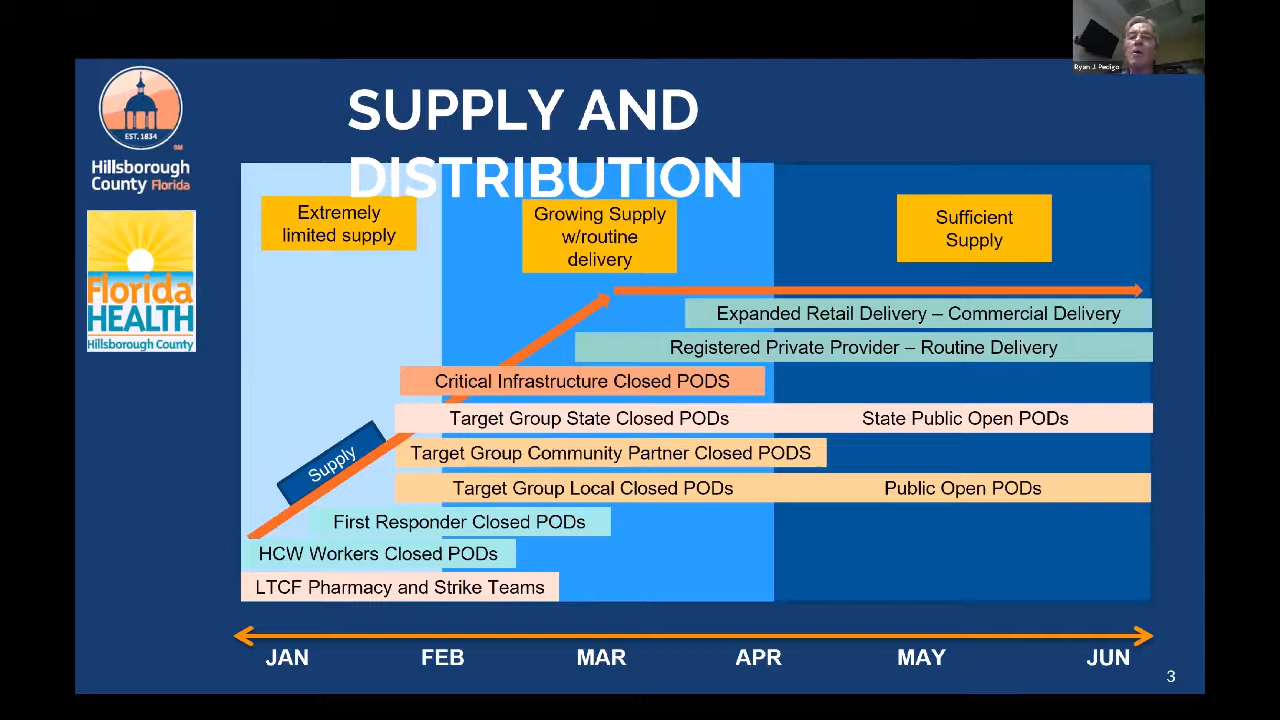 Ryan J. Pedigo
EST. 1834
SM
Hillsborough
County Florida
Florida
HEALTH
Hillsborough County
SUPPLY AND
DISTRIBUTION
Extremely
limited supply
Growing Supply
w/routine
delivery
Sufficient
Supply
Expanded Retail Delivery – Commercial Delivery
Registered Private Provider – Routine Delivery
Critical Infrastructure Closed PODS
Target Group State Closed PODs State Public Open PODs
Supply
Target Group Community Partner Closed PODS
Target Group Local Closed PODs Public Open PODs
First Responder Closed PODs
HCW Workers Closed PODs
LTCF Pharmacy and Strike Teams
JAN FEB MAR APR MAY JUN
3